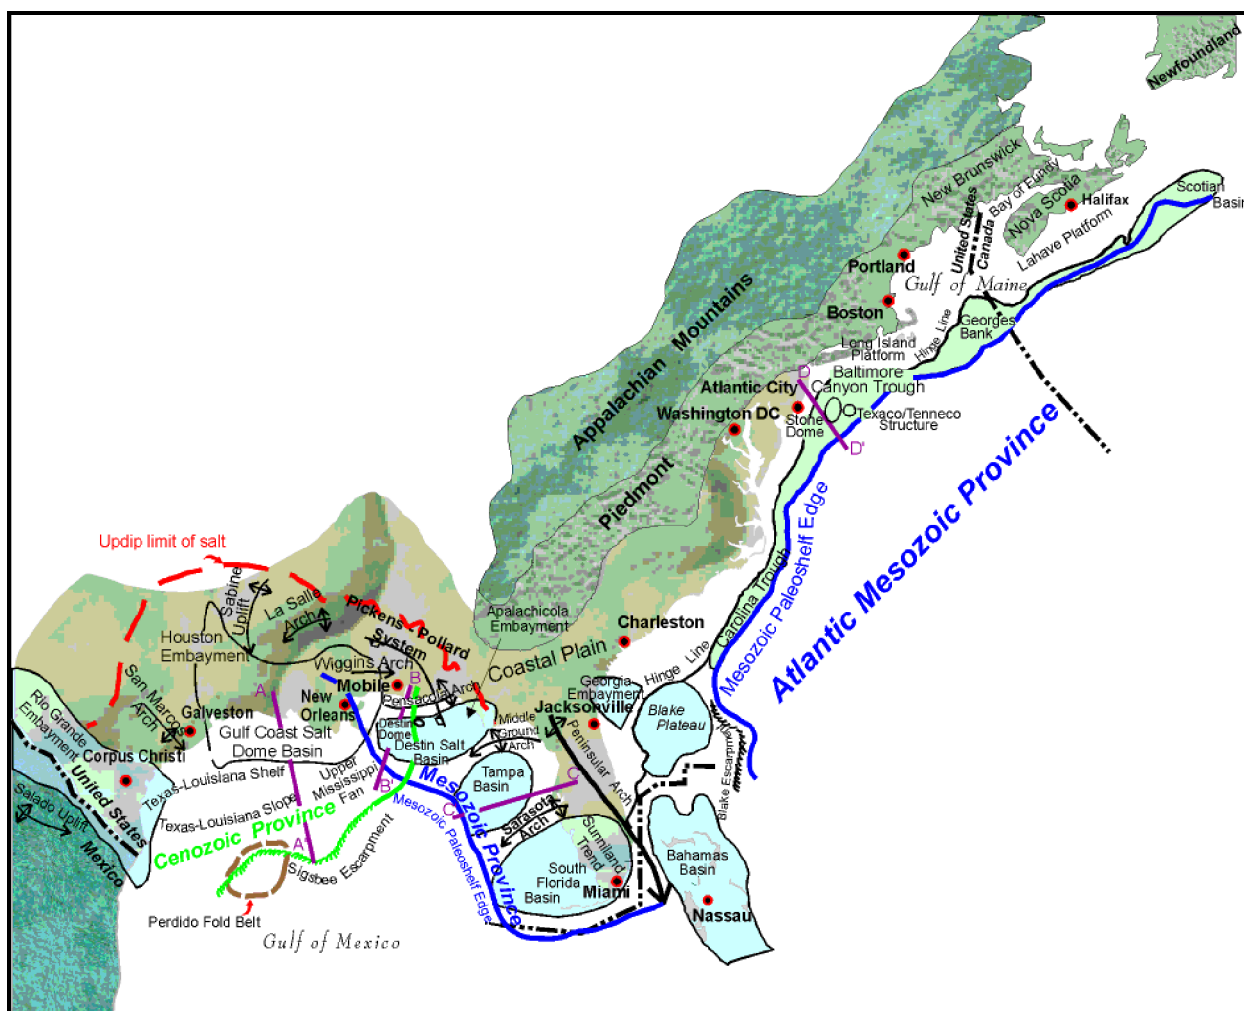 Newfoundland
New Brunswick
Bay of Fundy
Nova Scotia
Halifax
Scotian
Basin
United States
Canada
Lahave Platform
Portland
Gulf of Maine
Boston
Georges
Bank
Hinge Line
Long Island
Platform
Appalachian Mountains
Atlantic City
D
Baltimore
Canyon Trough
Washington DC
Stone
Dome
Texaco/Tenneco
Structure
D'
Piedmont
Atlantic Mesozoic Province
Mesozoic Paleoshelf Edge
Carolina Trough
Updip limit of salt
Sabine
Uplift
La Salle
Arch
Pickens - Pollard
System
Apalachicola
Embayment
Charleston
Houston
Embayment
Wiggins Arch
Coastal Plain
Hinge Line
San Marcos
Arch
A
Mobile
B
Pensacola Arch
Georgia
Embayment
Rio Grande
Embayment
Galveston
New
Orleans
Jacksonville
Blake
Plateau
Gulf Coast Salt
Dome Basin
Destin
Dome
Destin Salt
Basin
Middle
Ground
Arch
Peninsular Arch
Blake Escarpment
Corpus Christi
Texas-Louisiana Shelf
Upper
Mississippi
Fan
B'
Tampa
Basin
C'
C
United States
Mexico
Salado Uplift
Texas-Louisiana Slope
Cenozoic Province
A'
Sigsbee Escarpment
Mesozoic Province
Mesozoic Paleoshelf Edge
Sarasota
Arch
Sunniland
Trend
South
Florida
Basin
Miami
Bahamas
Basin
Nassau
Perdido Fold Belt
Gulf of Mexico